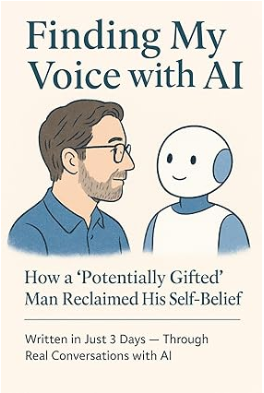 Finding My
Voice with AI
How a ‘Potentially Gifted’
Man Reclaimed His Self-Belief
Written in Just 3 Days — Through
Real Conversations with AI